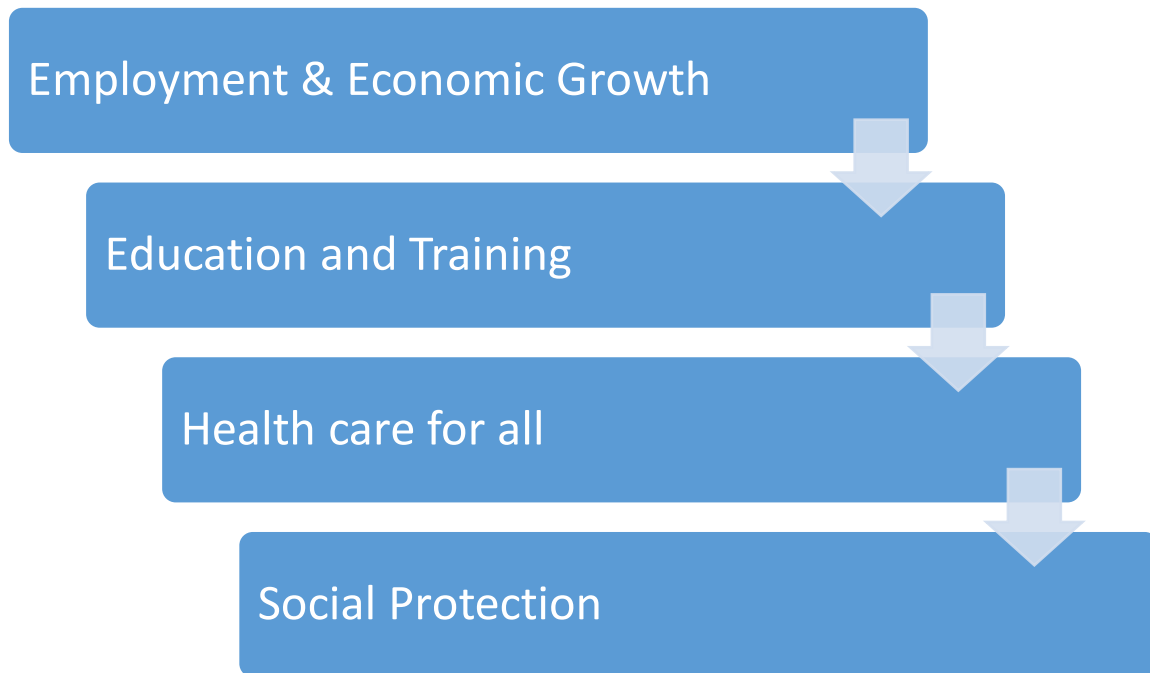 Employment & Economic Growth
Education and Training
Health care for all
Social Protection